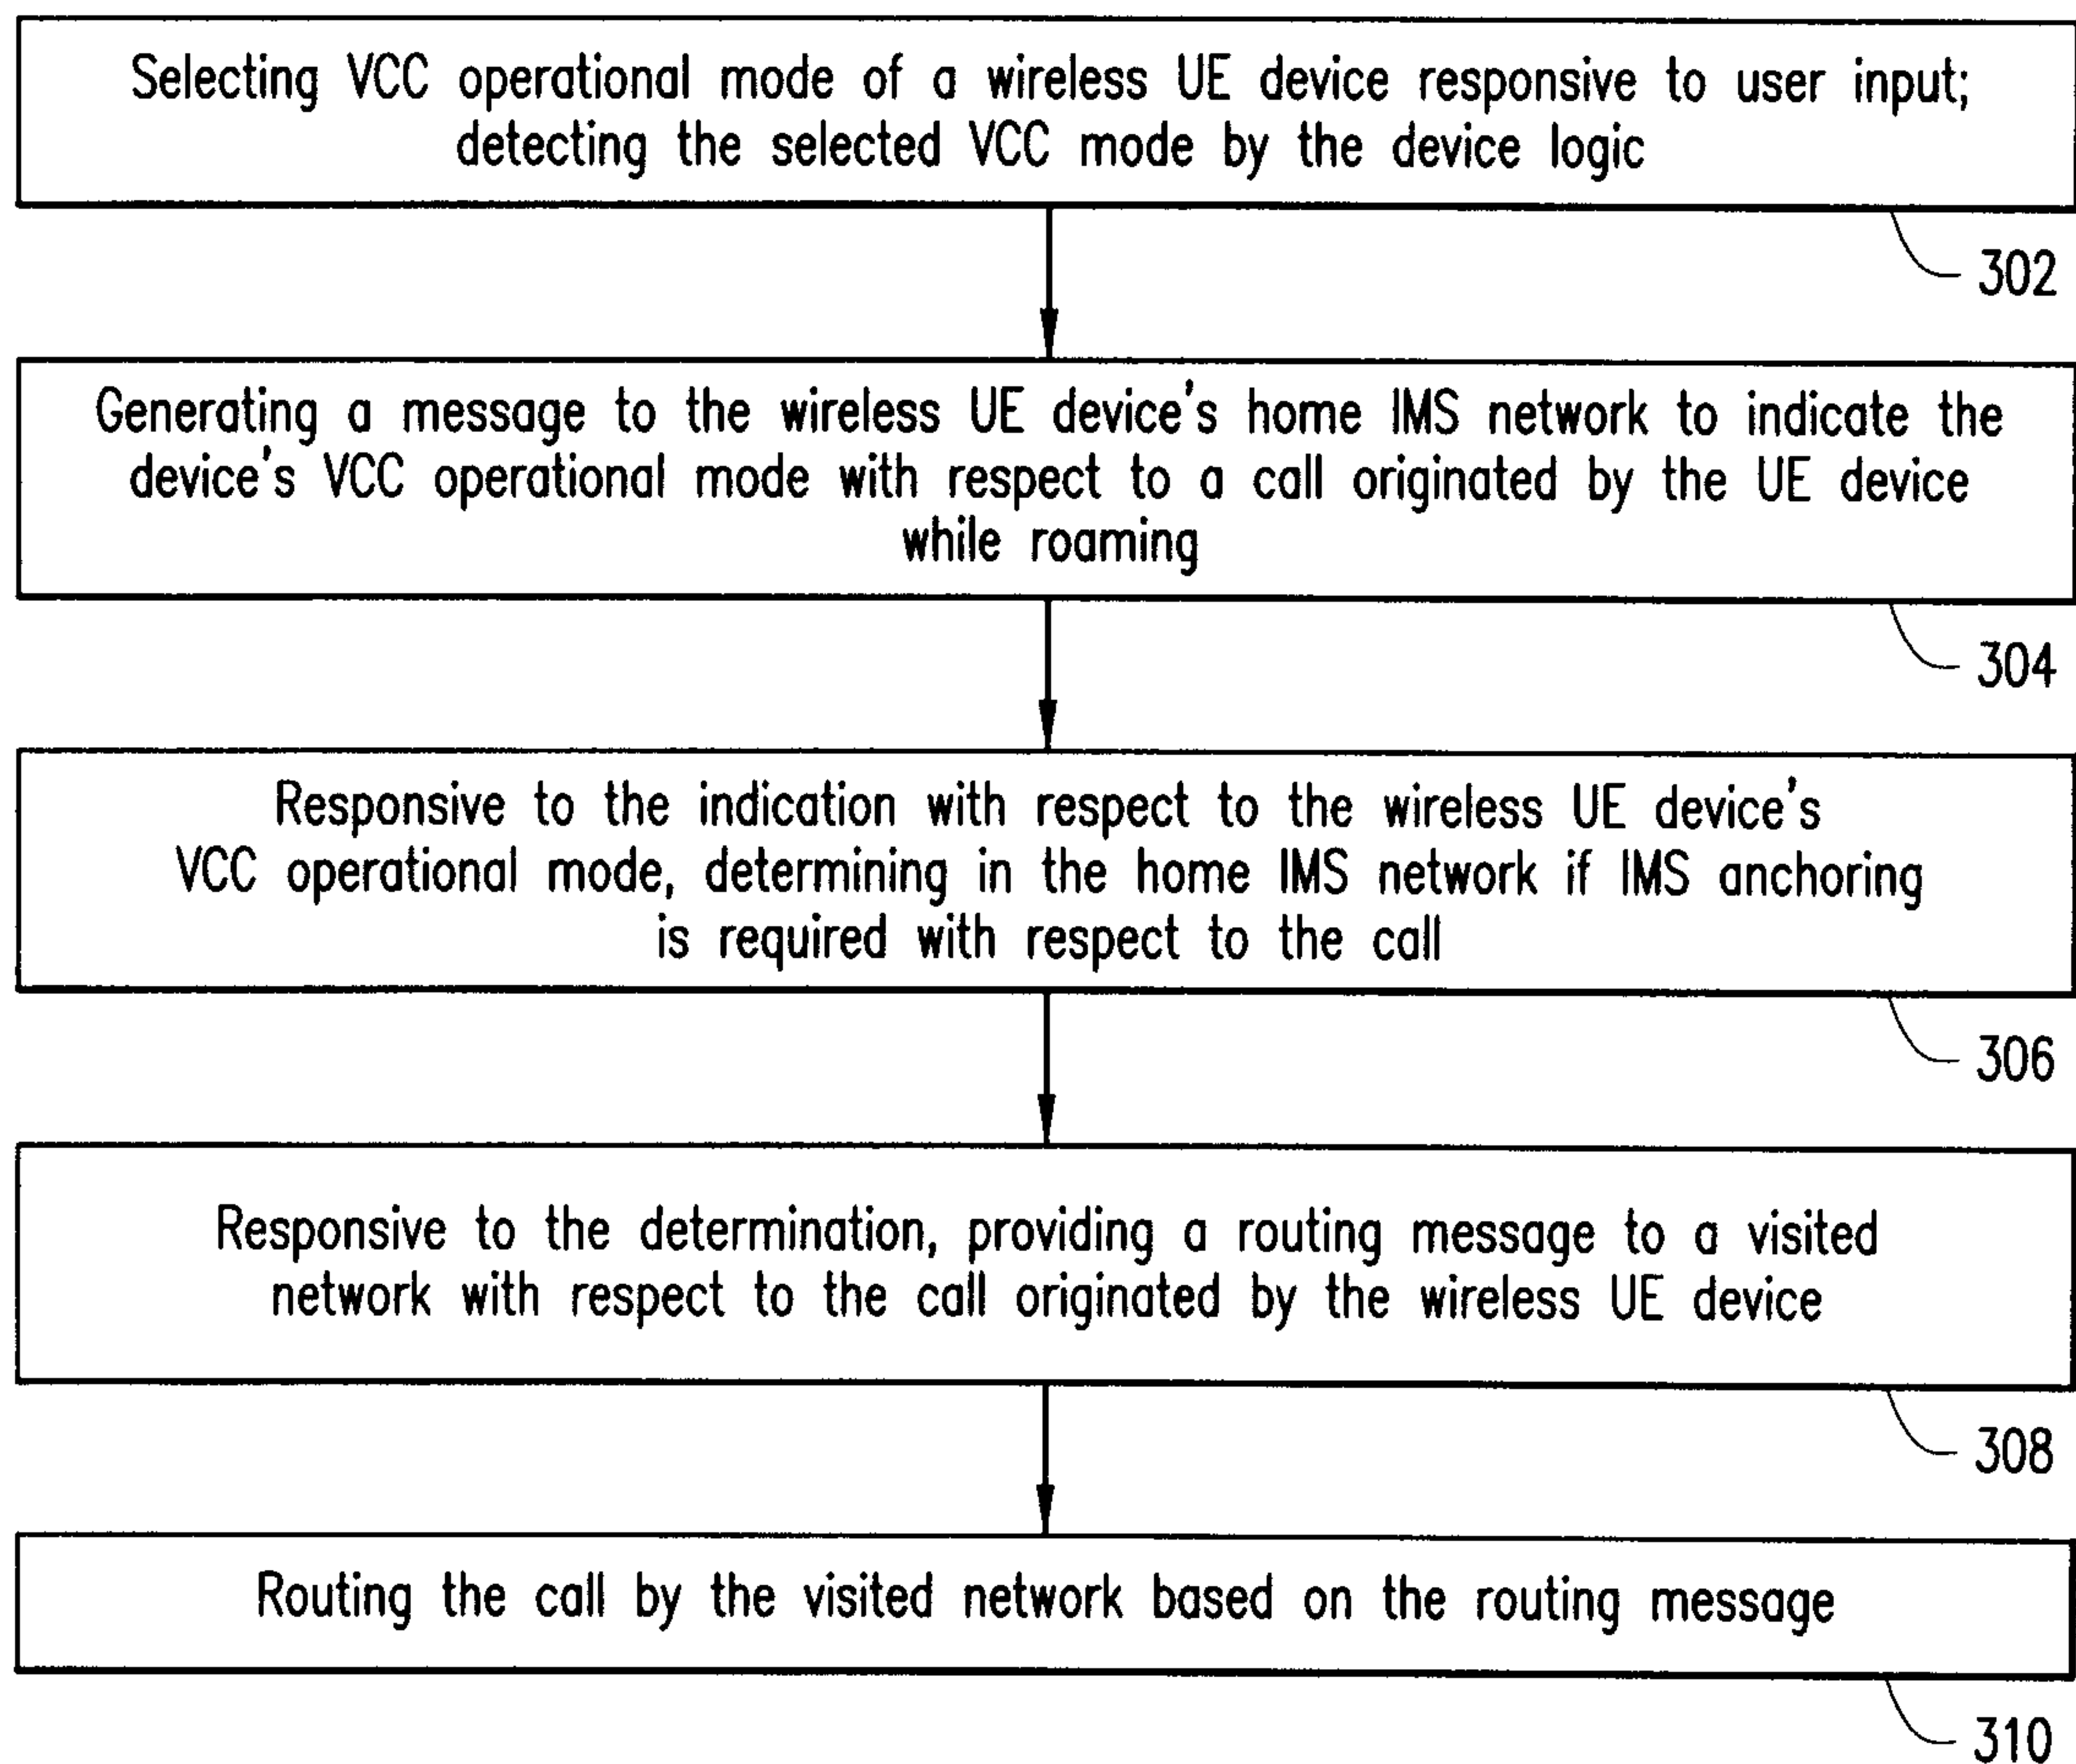 Selecting VCC operational mode of a wireless UE device responsive to user input;
detecting the selected VCC mode by the device logic
302
Generating a message to the wireless UE device's home IMS network to indicate the
device's VCC operational mode with respect to a call originated by the UE device
while roaming
304
Responsive to the indication with respect to the wireless UE device's
VCC operational mode, determining in the home IMS network if IMS anchoring
is required with respect to the call
306
Responsive to the determination, providing a routing message to a visited
network with respect to the call originated by the wireless UE device
308
Routing the call by the visited network based on the routing message
310